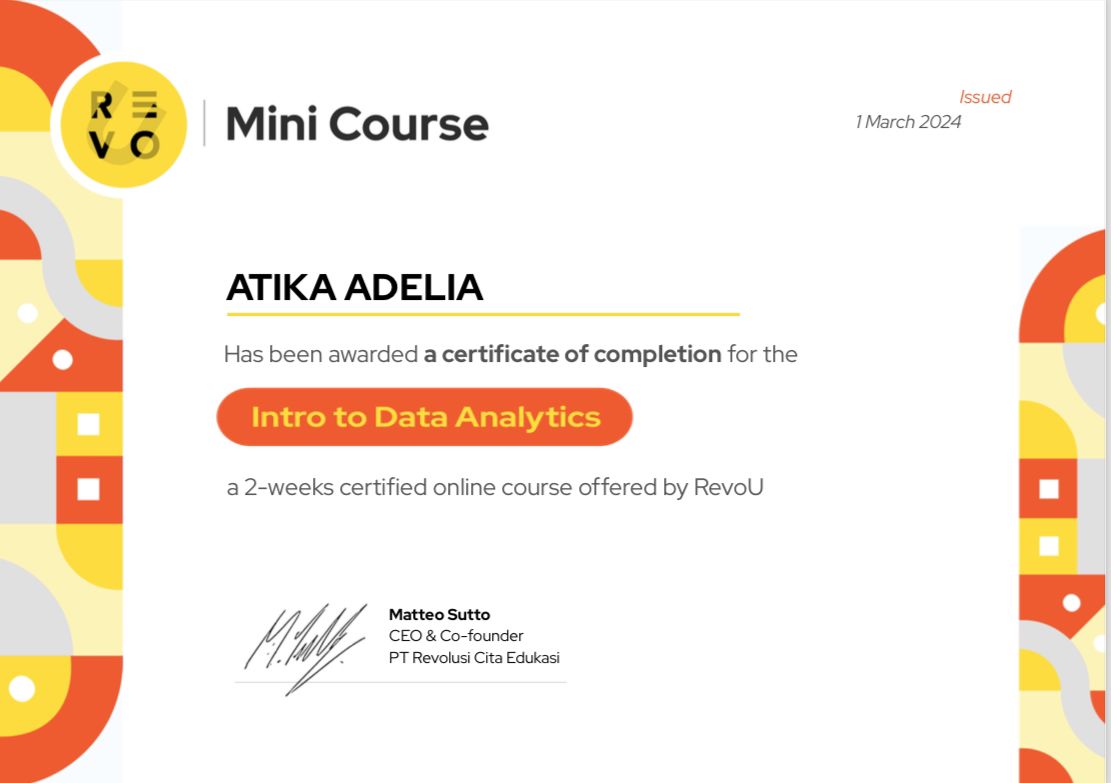 REVO
Mini Course
Issued
1 March 2024
ATIKA ADELIA
Has been awarded a certificate of completion for the
Intro to Data Analytics
a 2-weeks certified online course offered by RevoU
Matteo Sutto
CEO & Co-founder
PT Revolusi Cita Edukasi